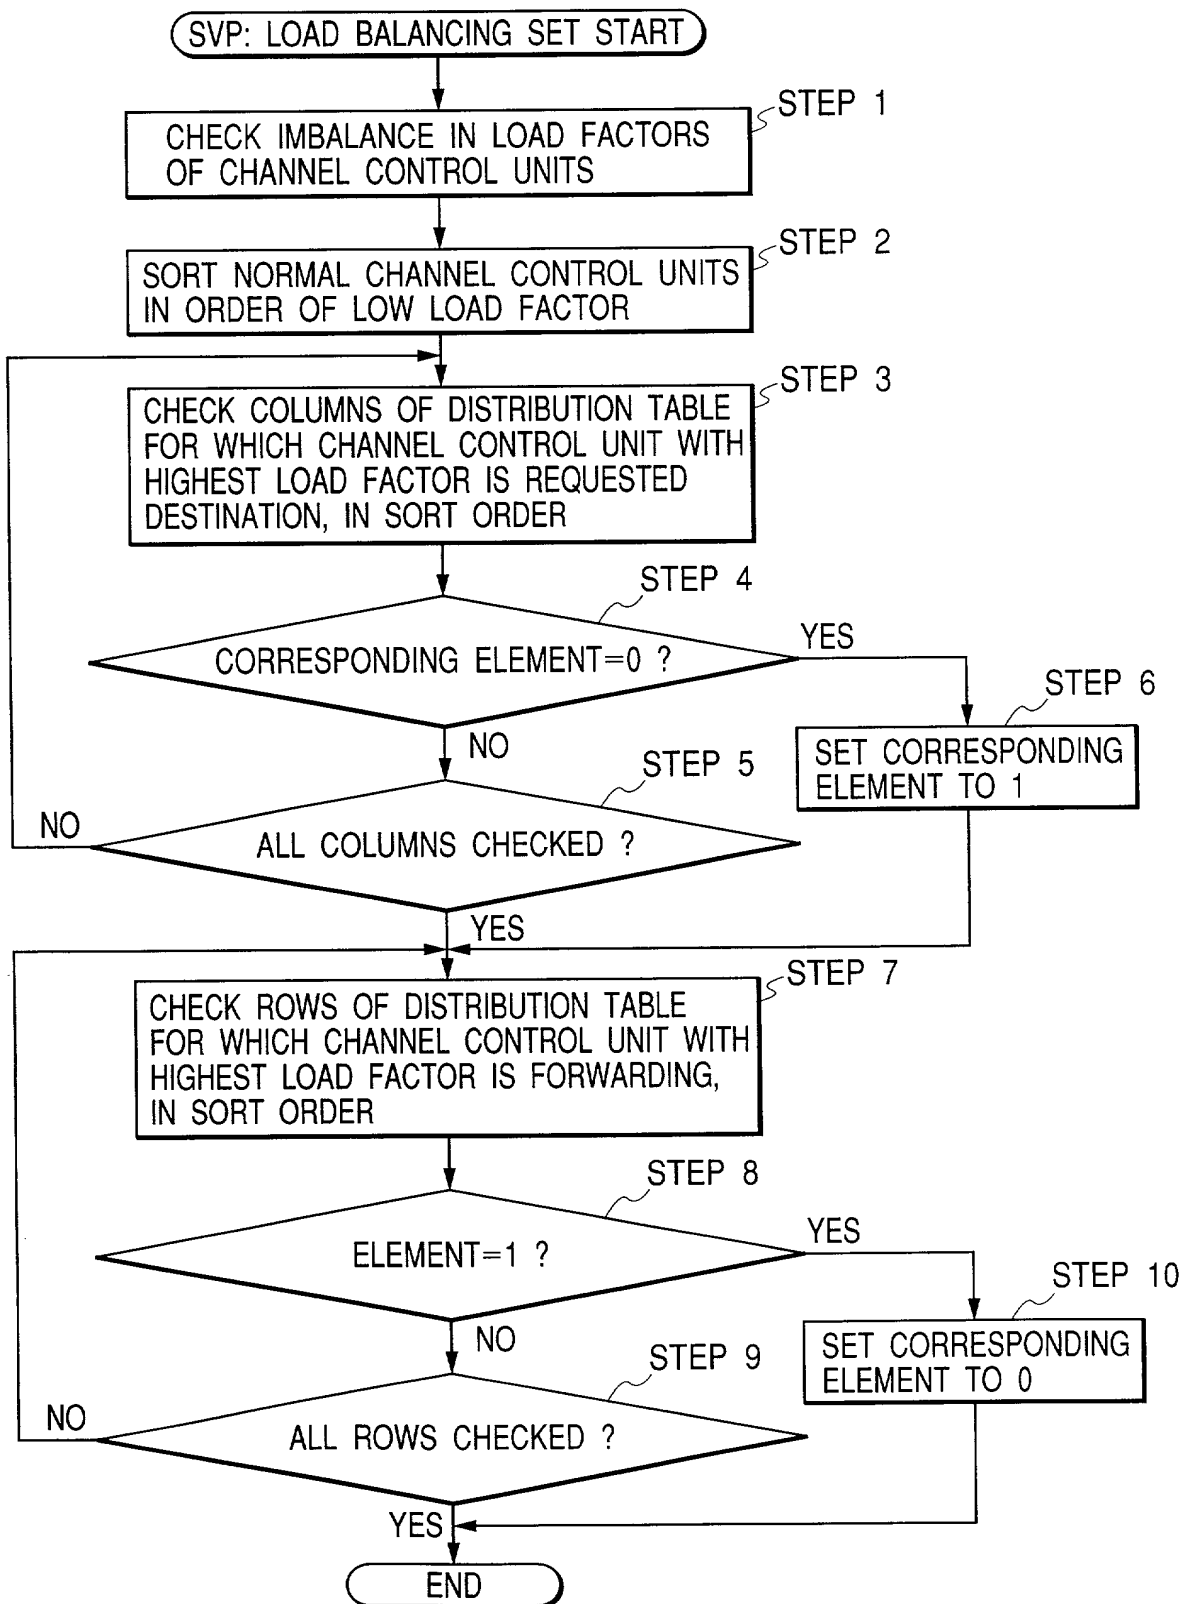 SVP: LOAD BALANCING SET START
STEP 1
CHECK IMBALANCE IN LOAD FACTORS
OF CHANNEL CONTROL UNITS
STEP 2
SORT NORMAL CHANNEL CONTROL UNITS
IN ORDER OF LOW LOAD FACTOR
STEP 3
CHECK COLUMNS OF DISTRIBUTION TABLE
FOR WHICH CHANNEL CONTROL UNIT WITH
HIGHEST LOAD FACTOR IS REQUESTED
DESTINATION, IN SORT ORDER
STEP 4
CORRESPONDING ELEMENT=0 ?
YES
NO
STEP 6
SET CORRESPONDING
ELEMENT TO 1
STEP 5
ALL COLUMNS CHECKED ?
NO
YES
STEP 7
CHECK ROWS OF DISTRIBUTION TABLE
FOR WHICH CHANNEL CONTROL UNIT WITH
HIGHEST LOAD FACTOR IS FORWARDING,
IN SORT ORDER
STEP 8
ELEMENT=1 ?
YES
NO
STEP 10
SET CORRESPONDING
ELEMENT TO 0
STEP 9
ALL ROWS CHECKED ?
NO
YES
END